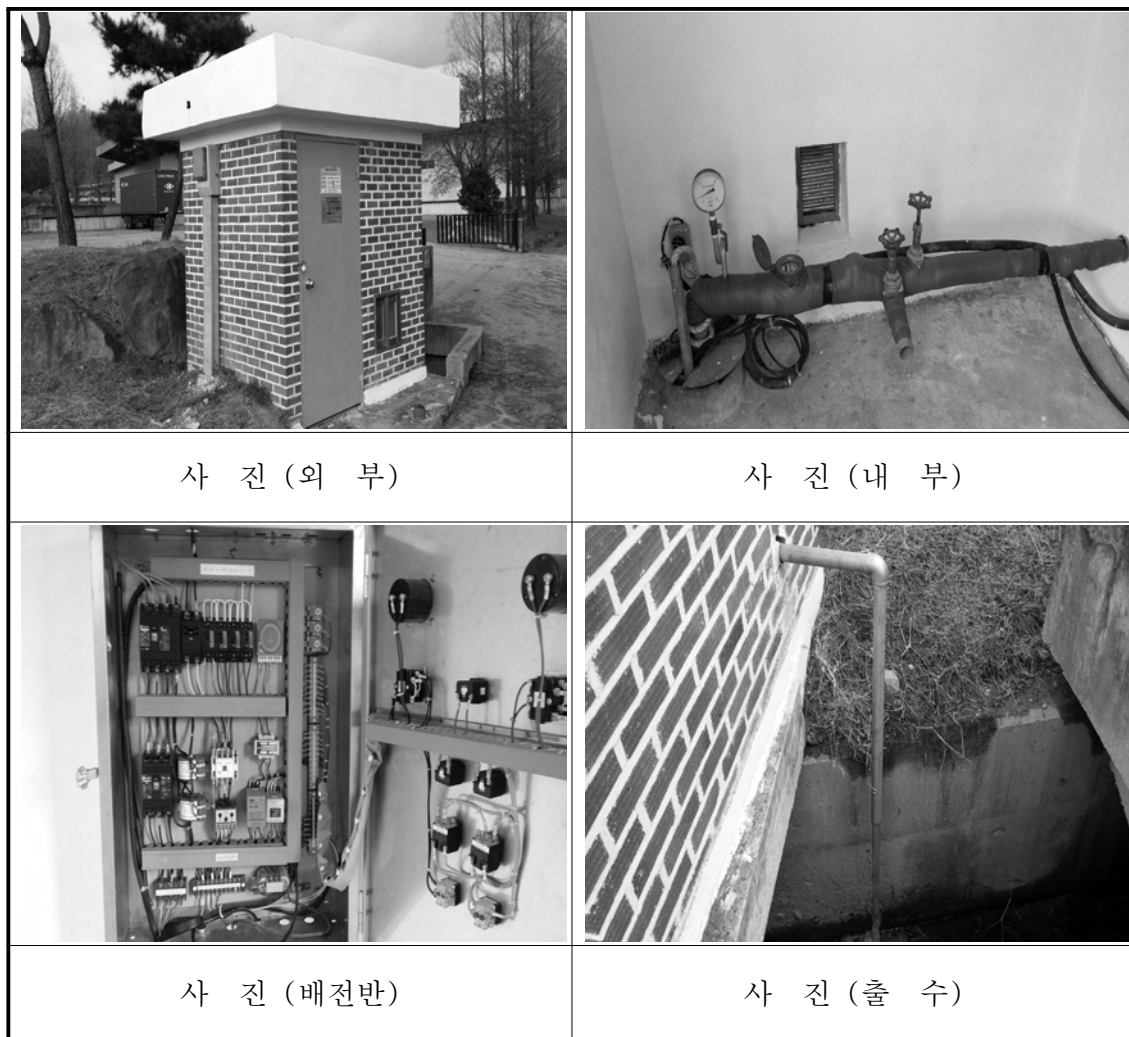 사 진 (외 부)
사 진 (내 부)
사 진 (배전반)
사 진 (출 수)